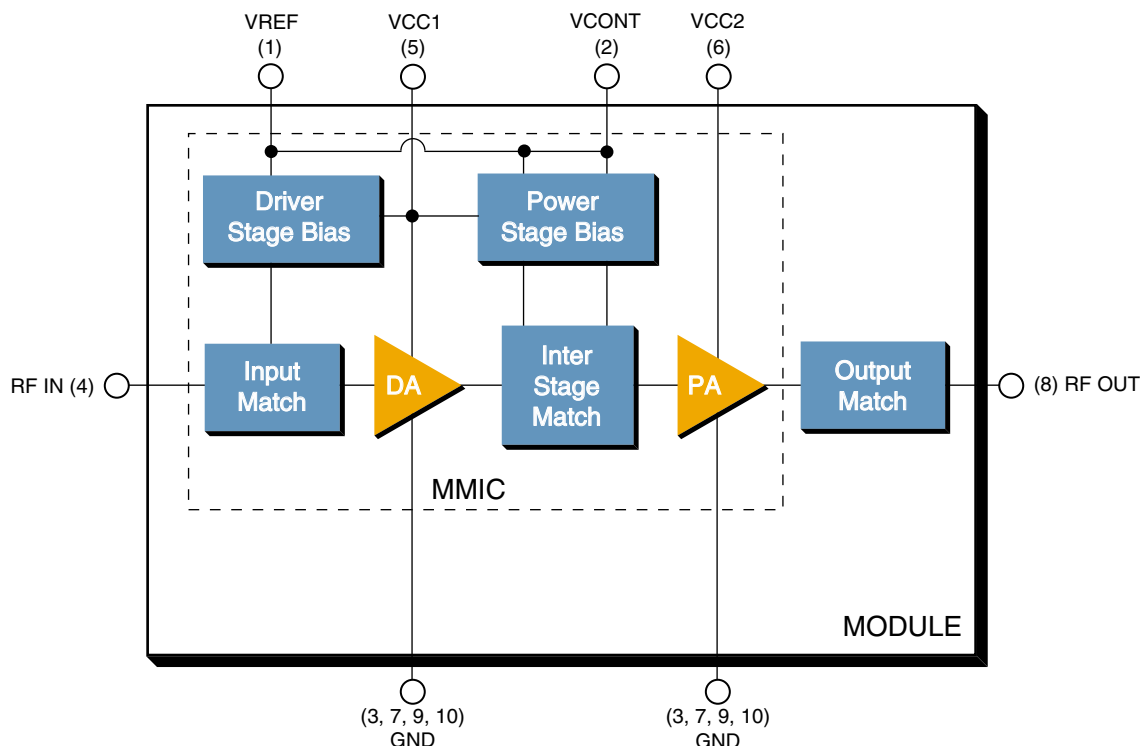 VREF
(1)
VCC1
(5)
VCONT
(2)
VCC2
(6)
Driver
Stage Bias
Power
Stage Bias
RF IN (4)
Input
Match
DA
Inter
Stage
Match
PA
Output
Match
(8) RF OUT
MMIC
MODULE
(3, 7, 9, 10)
GND
(3, 7, 9, 10)
GND